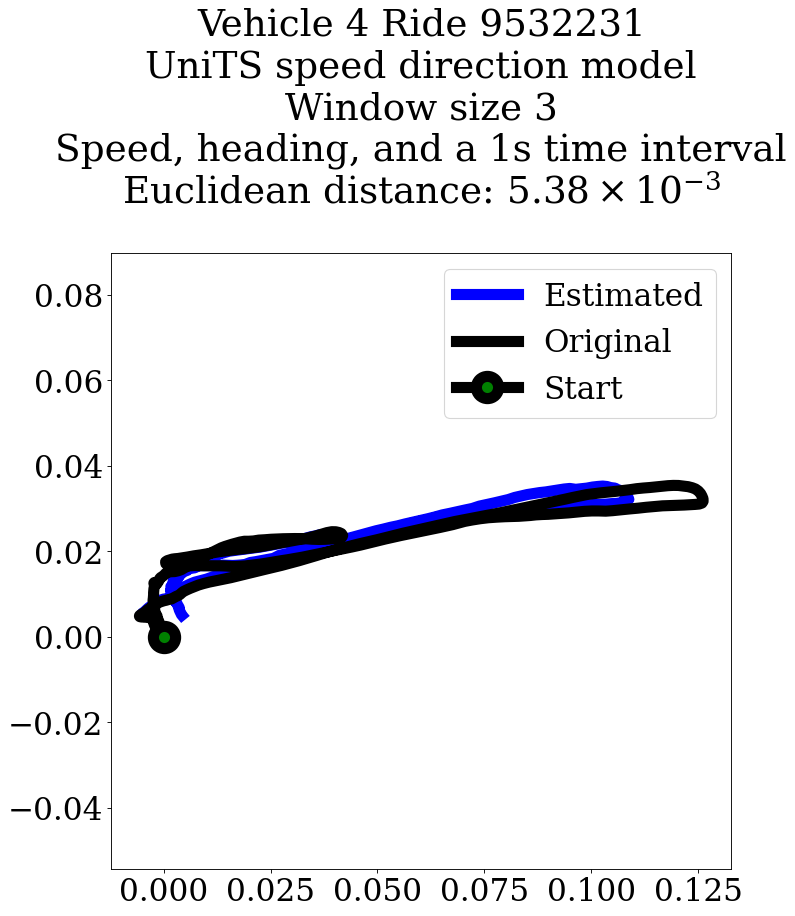 Vehicle 4 Ride 9532231
UniTS speed direction model
Window size 3
Speed, heading, and a 1s time interval
Euclidean distance: 5.38 × 10⁻³
Estimated
Original
Start
0.08
0.06
0.04
0.02
0.00
−0.02
−0.04
0.000 0.025 0.050 0.075 0.100 0.125